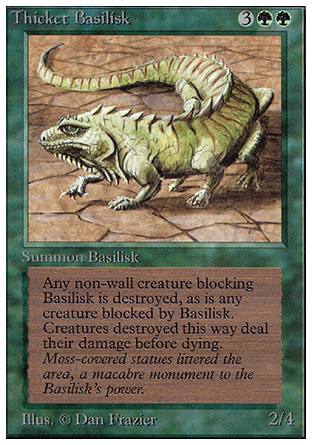 Thicket Basilisk 3
Summon Basilisk
Any non-wall creature blocking
Basilisk is destroyed, as is any
creature blocked by Basilisk.
Creatures destroyed this way deal
their damage before dying.
Moss-covered statues littered the
area, a macabre monument to the
Basilisk's power.
Illus. © Dan Frazier 2/4